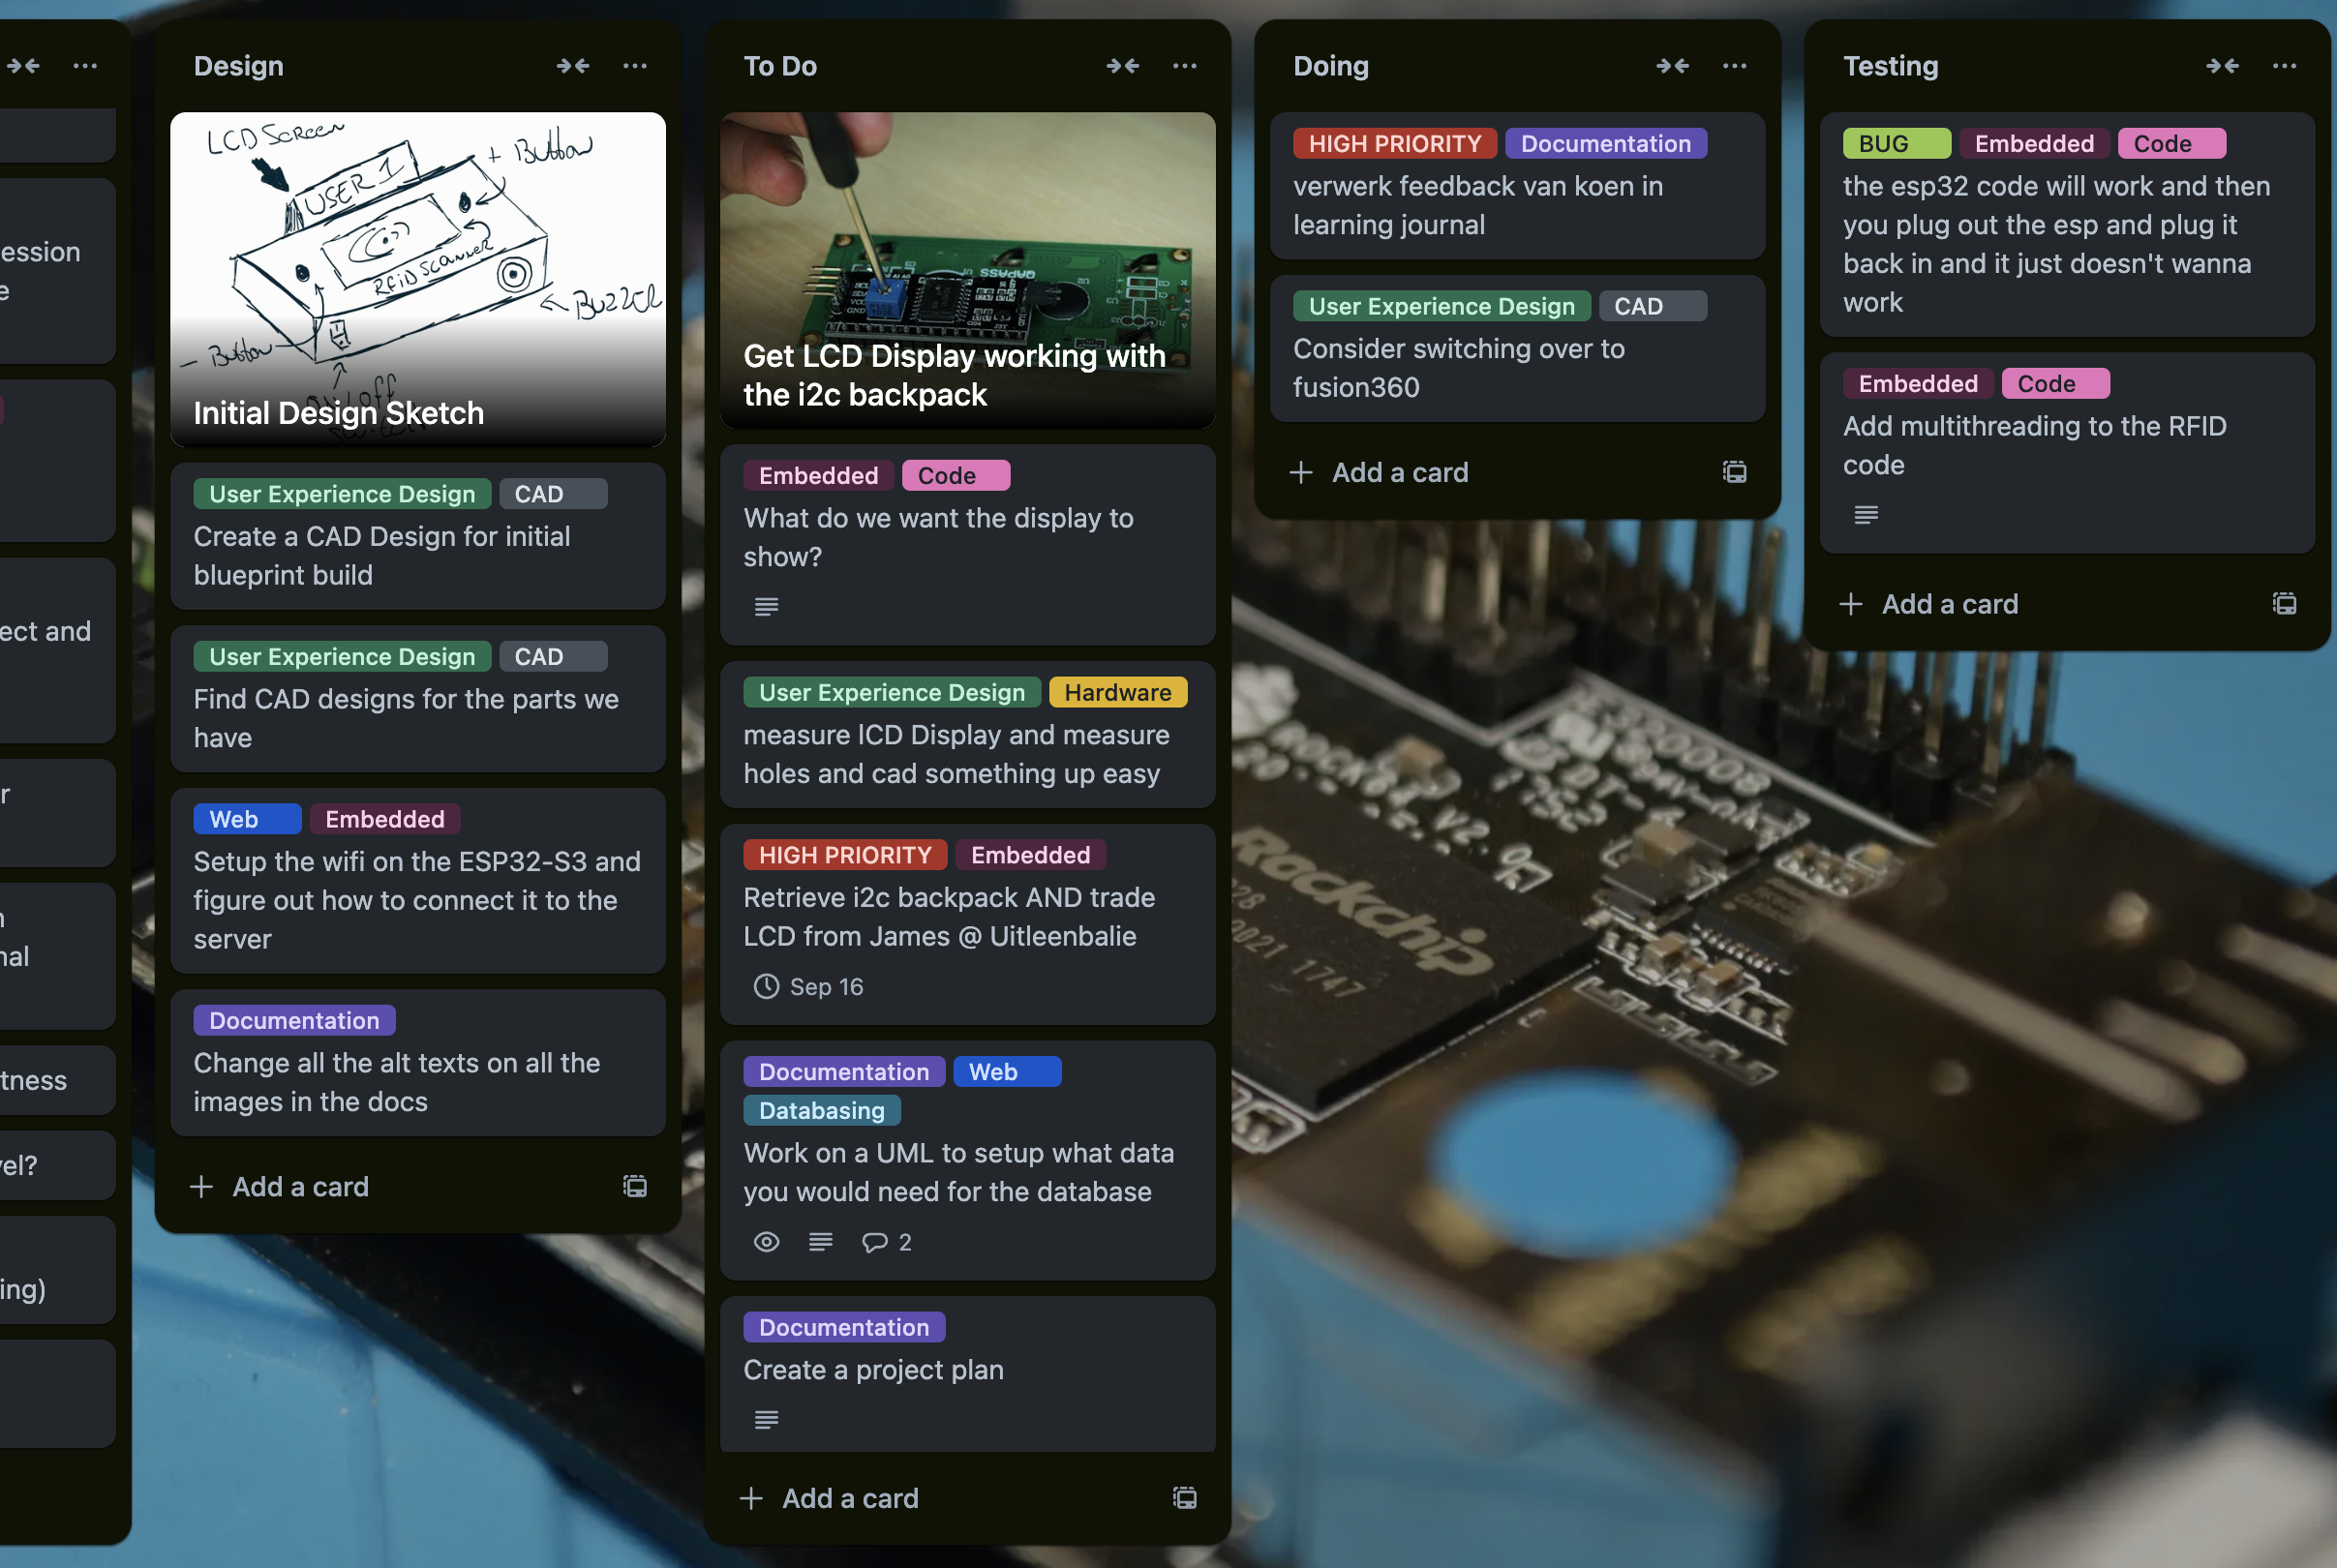 ession
e
ect and
r
n
nal
tness
vel?
ing)
Design
LCD Screen
USER 1
+ Button
RFID Scanner
Buzzer
- Button
on/off
switch
Initial Design Sketch
User Experience Design CAD
Create a CAD Design for initial
blueprint build
User Experience Design CAD
Find CAD designs for the parts we
have
Web Embedded
Setup the wifi on the ESP32-S3 and
figure out how to connect it to the
server
Documentation
Change all the alt texts on all the
images in the docs
+ Add a card
To Do
QAPASS
GND
Get LCD Display working with
the i2c backpack
Embedded Code
What do we want the display to
show?
User Experience Design Hardware
measure lCD Display and measure
holes and cad something up easy
HIGH PRIORITY Embedded
Retrieve i2c backpack AND trade
LCD from James @ Uitleenbalie
Sep 16
Documentation Web
Databasing
Work on a UML to setup what data
you would need for the database
2
Documentation
Create a project plan
+ Add a card
Doing
HIGH PRIORITY Documentation
verwerk feedback van koen in
learning journal
User Experience Design CAD
Consider switching over to
fusion360
+ Add a card
Testing
BUG Embedded Code
the esp32 code will work and then
you plug out the esp and plug it
back in and it just doesn't wanna
work
Embedded Code
Add multithreading to the RFID
code
+ Add a card
Rockchip
1747